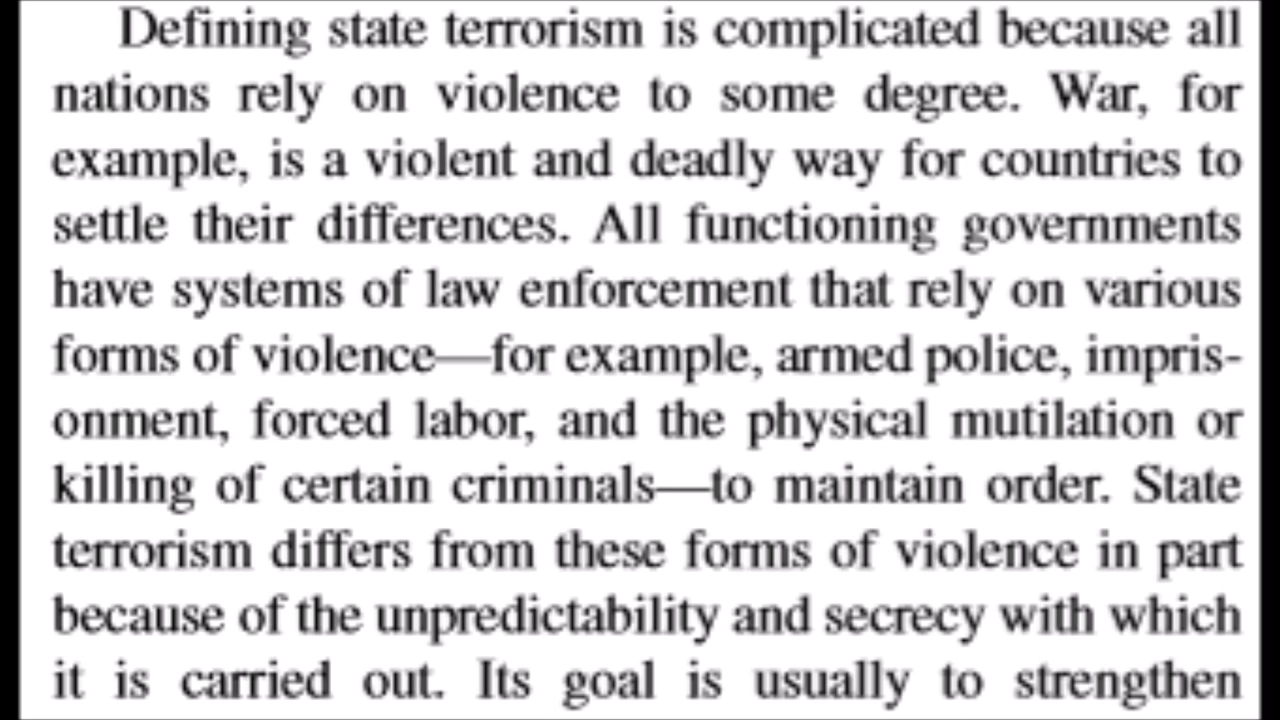 Defining state terrorism is complicated because all
nations rely on violence to some degree. War, for
example, is a violent and deadly way for countries to
settle their differences. All functioning governments
have systems of law enforcement that rely on various
forms of violence—for example, armed police, impris-
onment, forced labor, and the physical mutilation or
killing of certain criminals—to maintain order. State
terrorism differs from these forms of violence in part
because of the unpredictability and secrecy with which
it is carried out. Its goal is usually to strengthen